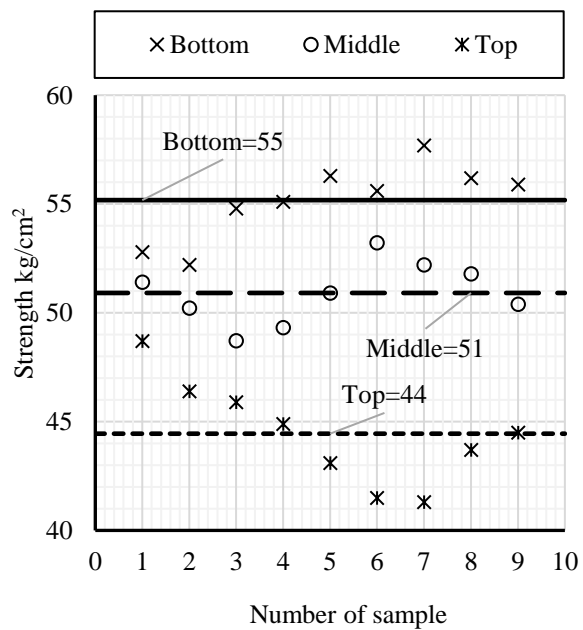 Bottom Middle Top
60
Bottom=55
55
Strength kg/cm²
50
Middle=51
Top=44
45
40
0 1 2 3 4 5 6 7 8 9 10
Number of sample